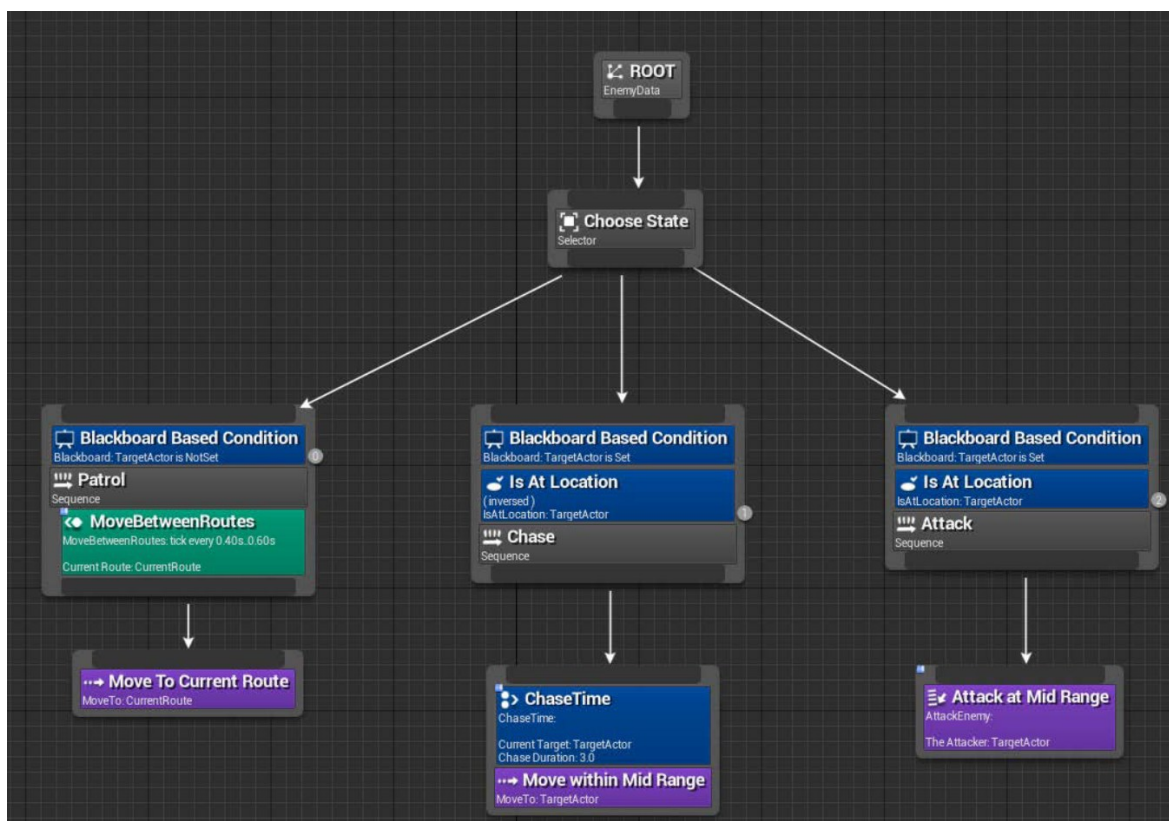 ROOT
EnemyData
Choose State
Selector
Blackboard Based Condition
Blackboard: TargetActor is NotSet
0
Patrol
Sequence
MoveBetweenRoutes
MoveBetweenRoutes: tick every 0.40s..0.60s
Current Route: CurrentRoute
Move To Current Route
MoveTo: CurrentRoute
Blackboard Based Condition
Blackboard: TargetActor is Set
Is At Location
( inversed )
IsAtLocation: TargetActor
1
Chase
Sequence
ChaseTime
ChaseTime:
Current Target: TargetActor
Chase Duration: 3.0
Move within Mid Range
MoveTo: TargetActor
Blackboard Based Condition
Blackboard: TargetActor is Set
Is At Location
IsAtLocation: TargetActor
2
Attack
Sequence
Attack at Mid Range
AttackEnemy:
The Attacker: TargetActor